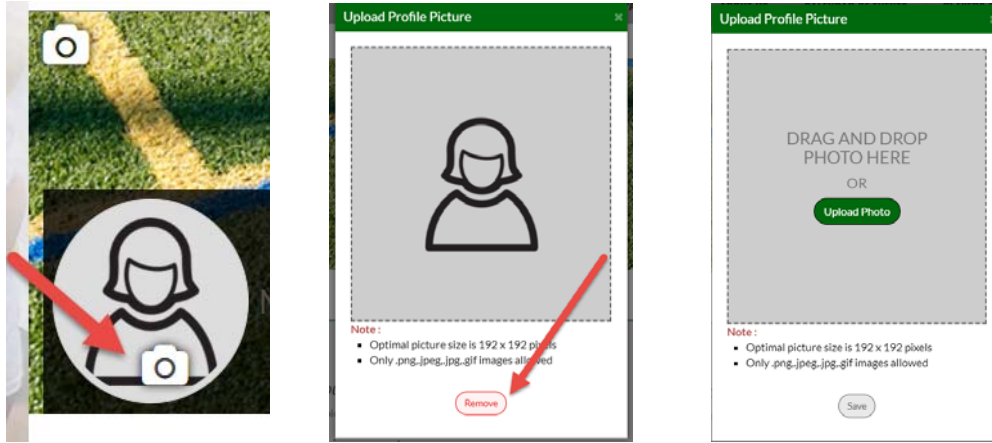 Upload Profile Picture ×
Note :
Optimal picture size is 192 x 192 pixels
Only .png,.jpeg,.jpg,.gif images allowed
Remove
Upload Profile Picture
DRAG AND DROP
PHOTO HERE
OR
Upload Photo
Note :
Optimal picture size is 192 x 192 pixels
Only .png,.jpeg,.jpg,.gif images allowed
Save